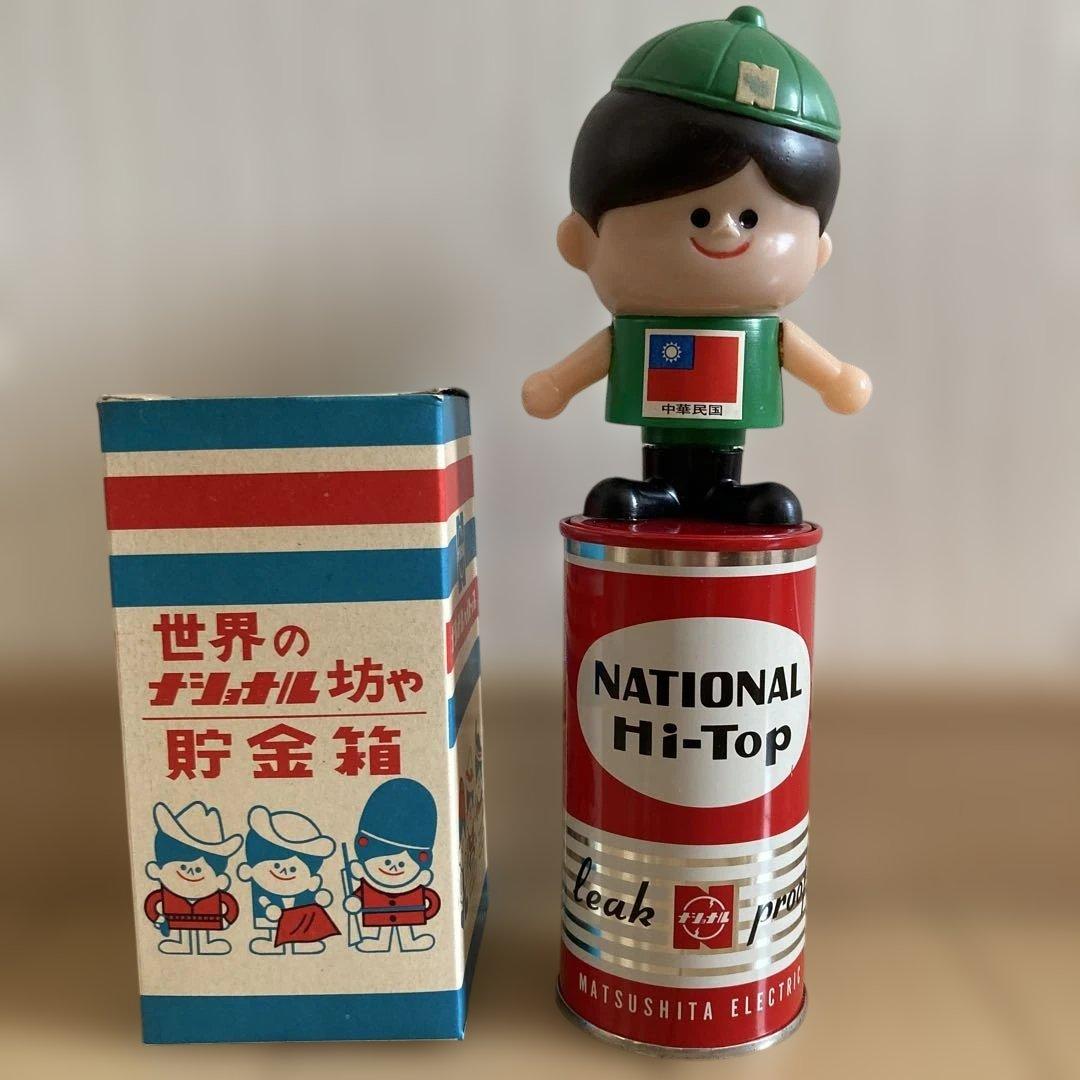 世界の
ナショナル坊や
貯金箱
N
中華民国
NATIONAL
Hi-Top
leak ナショナル proof
MATSUSHITA ELECTRIC